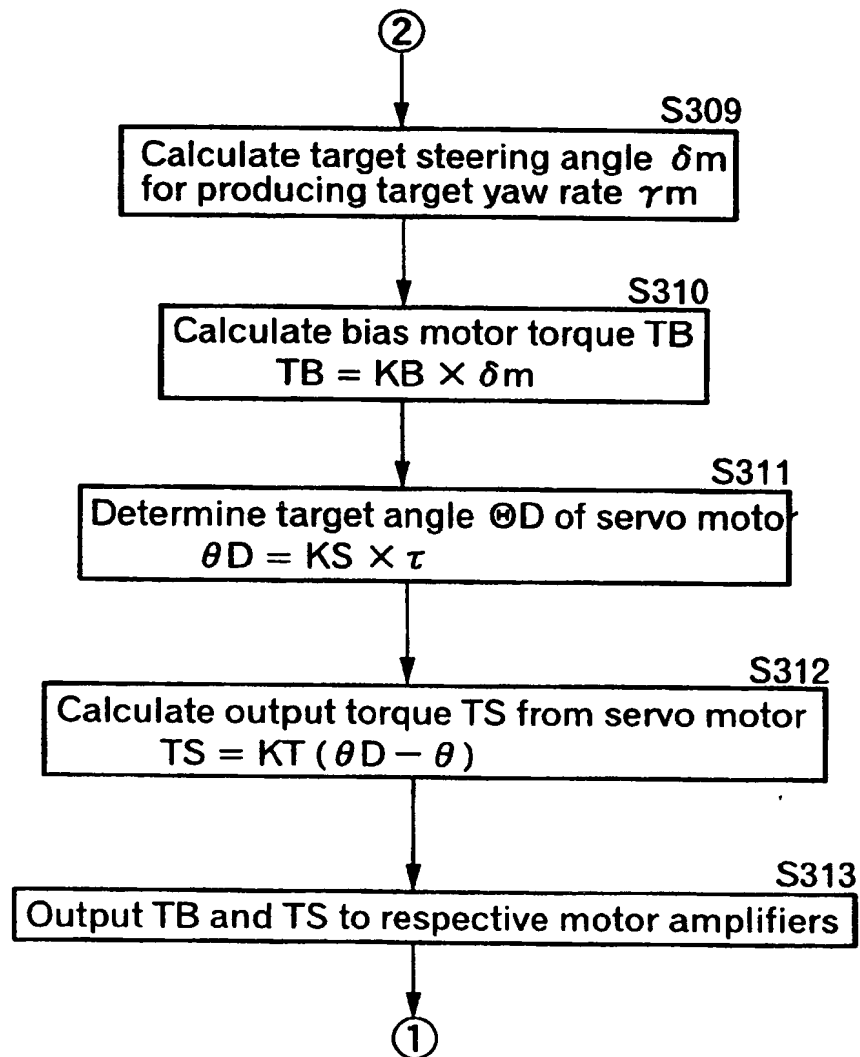 ②
S309
Calculate target steering angle δm
for producing target yaw rate γm
S310
Calculate bias motor torque TB
TB = KB × δm
S311
Determine target angle ΘD of servo motor
θD = KS × τ
S312
Calculate output torque TS from servo motor
TS = KT (θD − θ)
S313
Output TB and TS to respective motor amplifiers
①